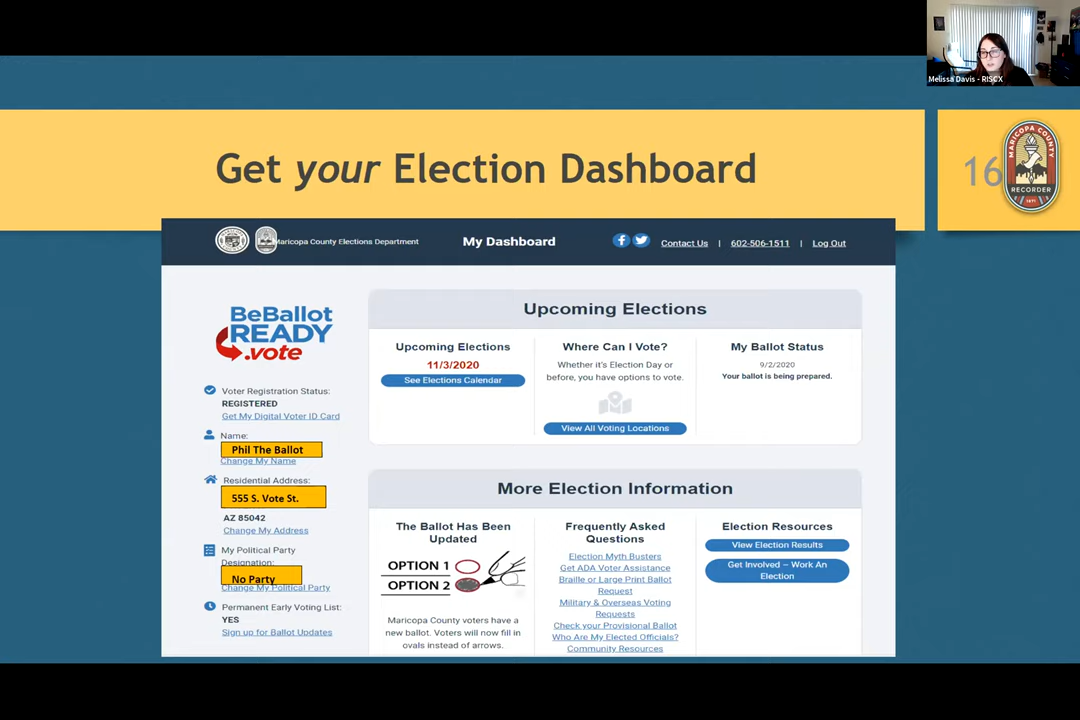 Melissa Davis - RISCX
Get your Election Dashboard
16
MARICOPA COUNTY
RECORDER
1871
Maricopa County Elections Department
My Dashboard
Contact Us | 602-506-1511 | Log Out
BeBallot
READY
.vote
Voter Registration Status:
REGISTERED
Get My Digital Voter ID Card
Name:
Phil The Ballot
Change My Name
Residential Address:
555 S. Vote St.
AZ 85042
Change My Address
My Political Party
Designation:
No Party
Change My Political Party
Permanent Early Voting List:
YES
Sign up for Ballot Updates
Upcoming Elections
Upcoming Elections
11/3/2020
See Elections Calendar
Where Can I Vote?
Whether it's Election Day or
before, you have options to vote.
View All Voting Locations
My Ballot Status
9/2/2020
Your ballot is being prepared.
More Election Information
The Ballot Has Been
Updated
OPTION 1
OPTION 2
Maricopa County voters have a
new ballot. Voters will now fill in
ovals instead of arrows.
Frequently Asked
Questions
Election Myth Busters
Get ADA Voter Assistance
Braille or Large Print Ballot
Request
Military & Overseas Voting
Requests
Check your Provisional Ballot
Who Are My Elected Officials?
Community Resources
Election Resources
View Election Results
Get Involved – Work An
Election